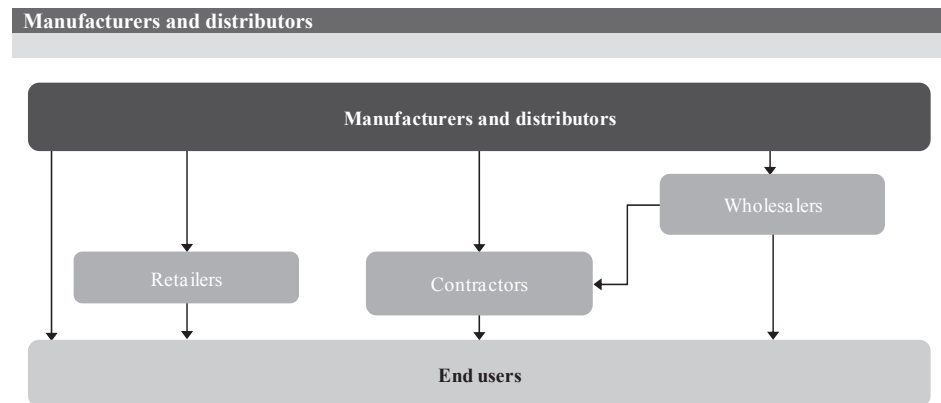 Manufacturers and distributors
Manufacturers and distributors
Wholesalers
Retailers
Contractors
End users